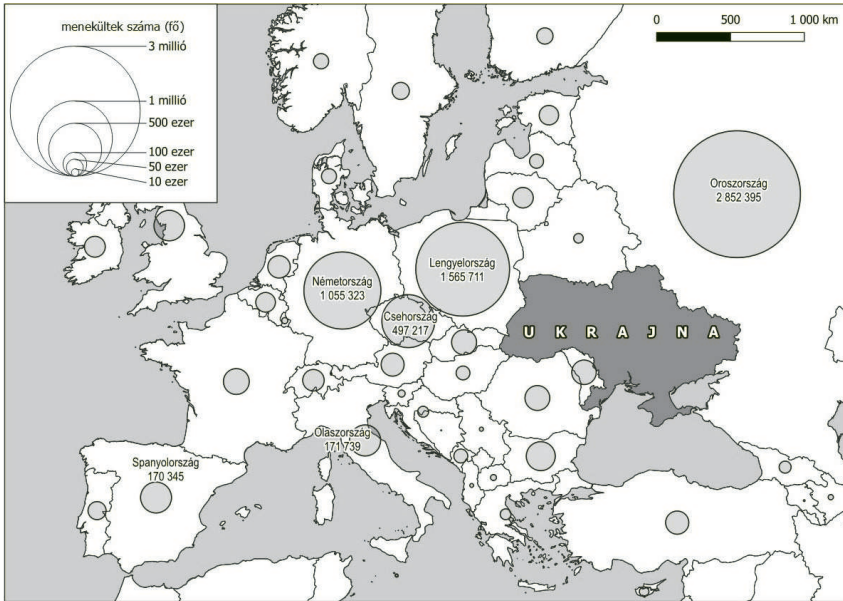 menekültek száma (fő)
3 millió
1 millió
500 ezer
100 ezer
50 ezer
10 ezer
0 500 1 000 km
Oroszország
2 852 395
Lengyelország
1 565 711
Németország
1 055 323
Csehország
497 217
U K R A J N A
Olaszország
171 739
Spanyolország
170 345